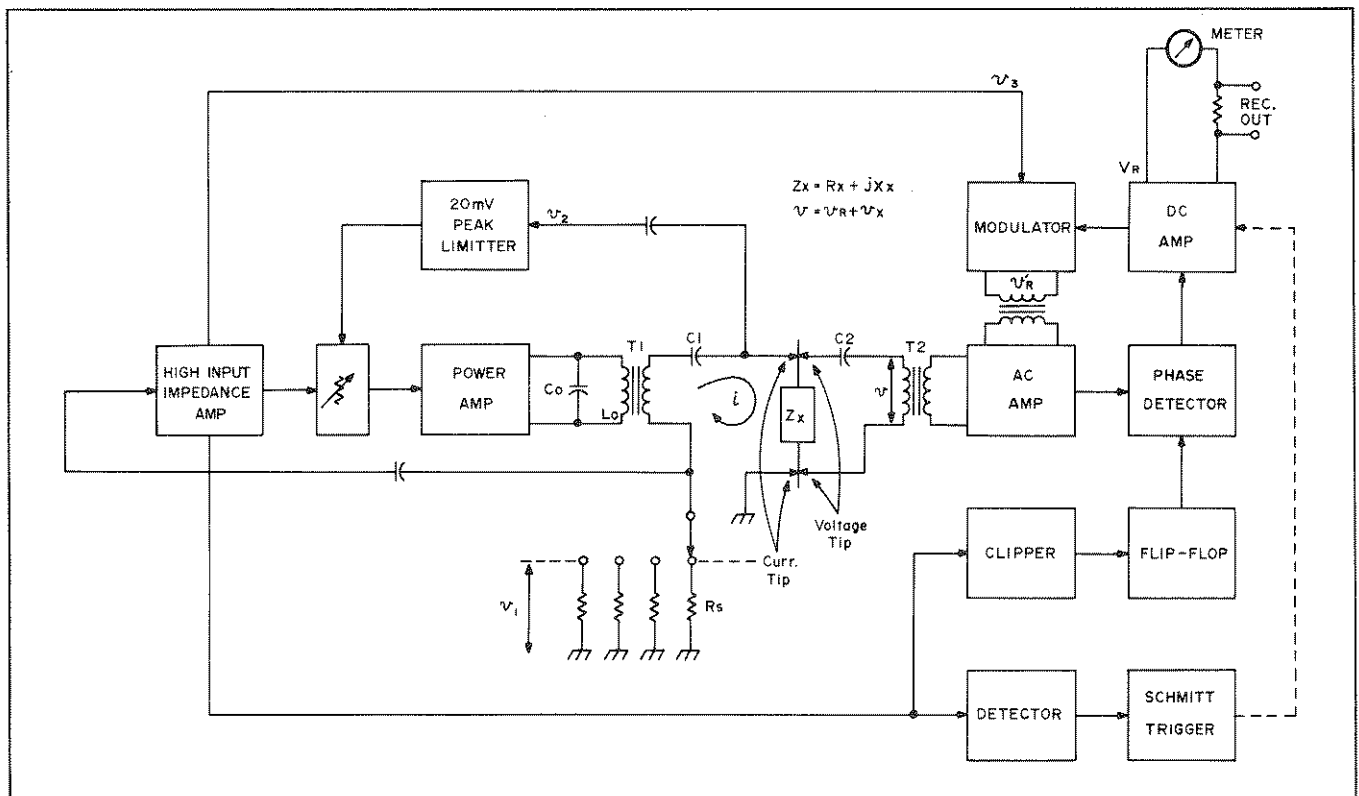 METER
v3
REC.
OUT
VR
20mV
PEAK
LIMITTER
v2
Zx = Rx + jXx
v = vR + vx
MODULATOR
DC
AMP
v'R
HIGH INPUT
IMPEDANCE
AMP
POWER
AMP
Co
Lo
T1
C1
i
Zx
C2
v
T2
AC
AMP
PHASE
DETECTOR
Voltage
Tip
Curr.
Tip
v1
Rs
CLIPPER
FLIP-FLOP
DETECTOR
SCHMITT
TRIGGER